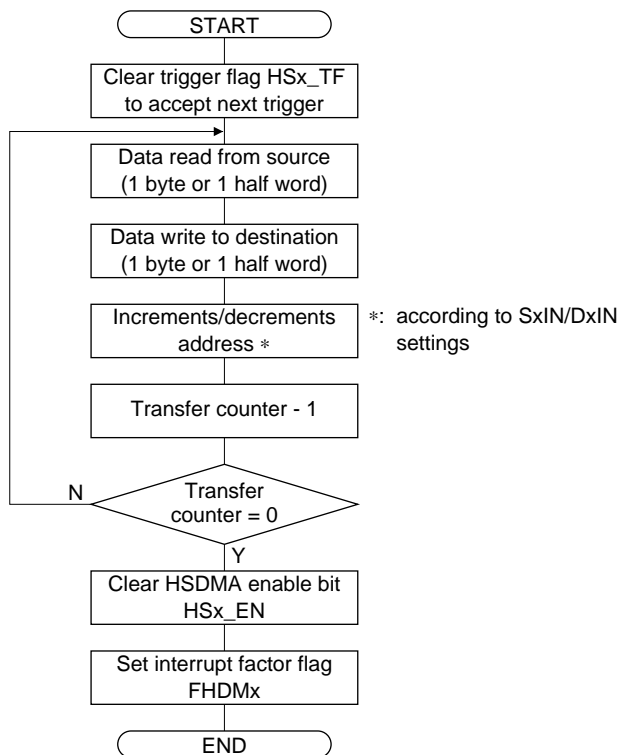 START
Clear trigger flag HSx_TF
to accept next trigger
Data read from source
(1 byte or 1 half word)
Data write to destination
(1 byte or 1 half word)
Increments/decrements
address ∗
∗: according to SxIN/DxIN
settings
Transfer counter - 1
N
Transfer
counter = 0
Y
Clear HSDMA enable bit
HSx_EN
Set interrupt factor flag
FHDMx
END